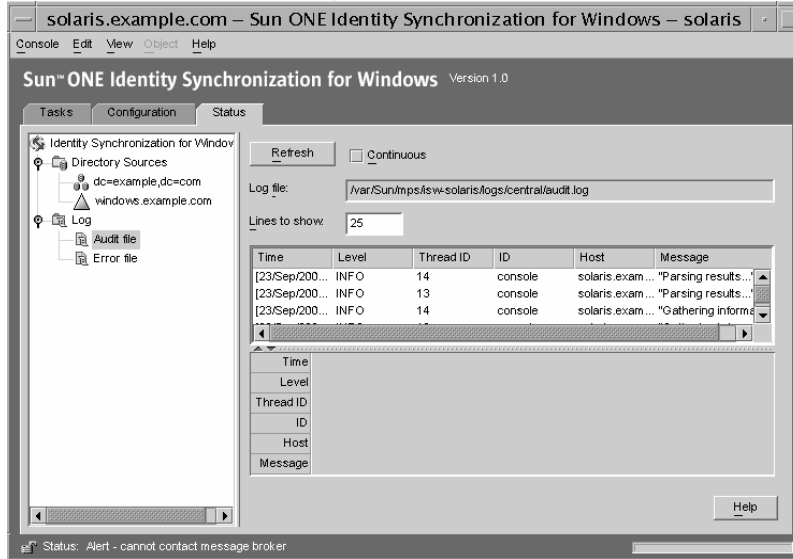 solaris.example.com – Sun ONE Identity Synchronization for Windows – solaris
Console Edit View Object Help
Sun™ ONE Identity Synchronization for Windows Version 1.0
Tasks Configuration Status
Identity Synchronization for Window
Directory Sources
dc=example,dc=com
windows.example.com
Log
Audit file
Error file
Refresh Continuous
Log file: /var/Sun/mps/isw-solaris/logs/central/audit.log
Lines to show: 25
Time Level Thread ID ID Host Message
[23/Sep/200... INFO 14 console solaris.exam... "Parsing results..."
[23/Sep/200... INFO 13 console solaris.exam... "Parsing results..."
[23/Sep/200... INFO 14 console solaris.exam... "Gathering informa
Time
Level
Thread ID
ID
Host
Message
Help
Status: Alert - cannot contact message broker